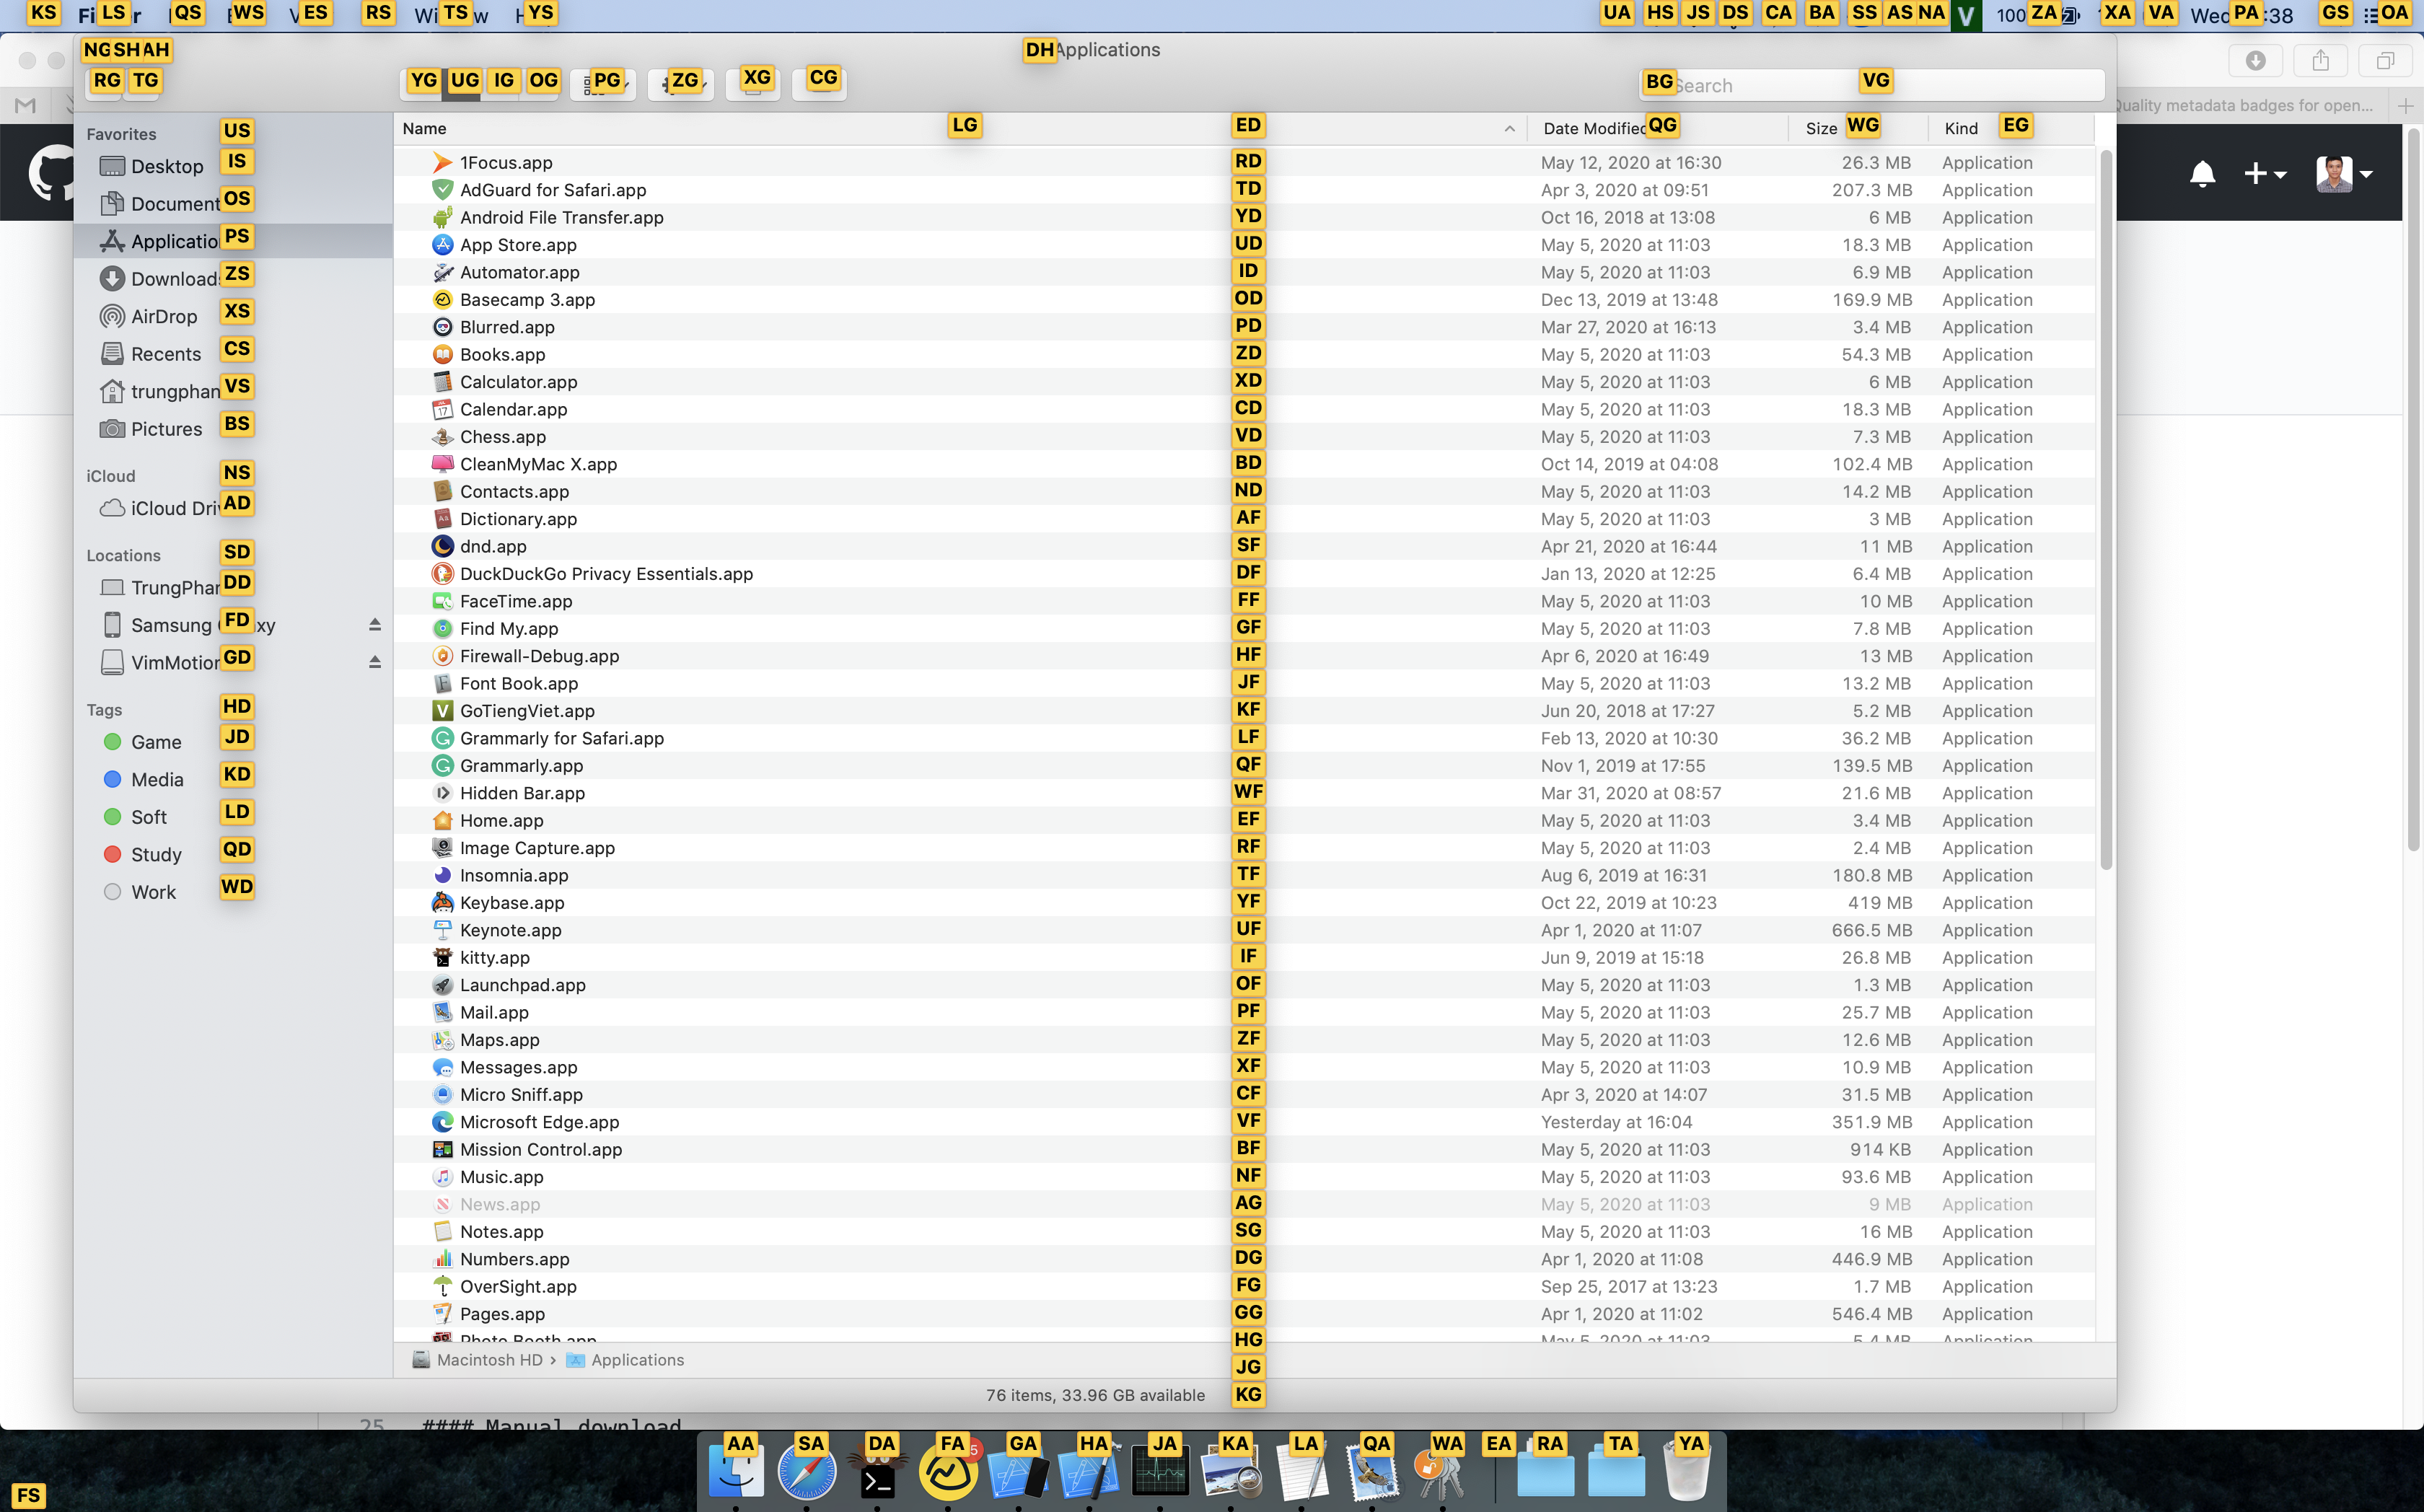 KS Fi LS r QS WS ES RS Wi TS w H YS UA HS JS DS CA BA SS AS NA V 100 ZA XA VA Wed PA :38 GS OA
NG SH AH DH Applications
RG TG YG UG IG OG PG ZG XG CG BG Search VG
Quality metadata badges for open...
Favorites US
Desktop IS
Document OS
Applicatio PS
Download ZS
AirDrop XS
Recents CS
trungphan VS
Pictures BS
iCloud NS
iCloud Dri AD
Locations SD
TrungPhan DD
Samsung FD xy
VimMotion GD
Tags HD
Game JD
Media KD
Soft LD
Study QD
Work WD
Name LG ED Date Modified QG Size WG Kind EG
1Focus.app RD May 12, 2020 at 16:30 26.3 MB Application
AdGuard for Safari.app TD Apr 3, 2020 at 09:51 207.3 MB Application
Android File Transfer.app YD Oct 16, 2018 at 13:08 6 MB Application
App Store.app UD May 5, 2020 at 11:03 18.3 MB Application
Automator.app ID May 5, 2020 at 11:03 6.9 MB Application
Basecamp 3.app OD Dec 13, 2019 at 13:48 169.9 MB Application
Blurred.app PD Mar 27, 2020 at 16:13 3.4 MB Application
Books.app ZD May 5, 2020 at 11:03 54.3 MB Application
Calculator.app XD May 5, 2020 at 11:03 6 MB Application
Calendar.app CD May 5, 2020 at 11:03 18.3 MB Application
Chess.app VD May 5, 2020 at 11:03 7.3 MB Application
CleanMyMac X.app BD Oct 14, 2019 at 04:08 102.4 MB Application
Contacts.app ND May 5, 2020 at 11:03 14.2 MB Application
Dictionary.app AF May 5, 2020 at 11:03 3 MB Application
dnd.app SF Apr 21, 2020 at 16:44 11 MB Application
DuckDuckGo Privacy Essentials.app DF Jan 13, 2020 at 12:25 6.4 MB Application
FaceTime.app FF May 5, 2020 at 11:03 10 MB Application
Find My.app GF May 5, 2020 at 11:03 7.8 MB Application
Firewall-Debug.app HF Apr 6, 2020 at 16:49 13 MB Application
Font Book.app JF May 5, 2020 at 11:03 13.2 MB Application
GoTiengViet.app KF Jun 20, 2018 at 17:27 5.2 MB Application
Grammarly for Safari.app LF Feb 13, 2020 at 10:30 36.2 MB Application
Grammarly.app QF Nov 1, 2019 at 17:55 139.5 MB Application
Hidden Bar.app WF Mar 31, 2020 at 08:57 21.6 MB Application
Home.app EF May 5, 2020 at 11:03 3.4 MB Application
Image Capture.app RF May 5, 2020 at 11:03 2.4 MB Application
Insomnia.app TF Aug 6, 2019 at 16:31 180.8 MB Application
Keybase.app YF Oct 22, 2019 at 10:23 419 MB Application
Keynote.app UF Apr 1, 2020 at 11:07 666.5 MB Application
kitty.app IF Jun 9, 2019 at 15:18 26.8 MB Application
Launchpad.app OF May 5, 2020 at 11:03 1.3 MB Application
Mail.app PF May 5, 2020 at 11:03 25.7 MB Application
Maps.app ZF May 5, 2020 at 11:03 12.6 MB Application
Messages.app XF May 5, 2020 at 11:03 10.9 MB Application
Micro Sniff.app CF Apr 3, 2020 at 14:07 31.5 MB Application
Microsoft Edge.app VF Yesterday at 16:04 351.9 MB Application
Mission Control.app BF May 5, 2020 at 11:03 914 KB Application
Music.app NF May 5, 2020 at 11:03 93.6 MB Application
News.app AG May 5, 2020 at 11:03 9 MB Application
Notes.app SG May 5, 2020 at 11:03 16 MB Application
Numbers.app DG Apr 1, 2020 at 11:08 446.9 MB Application
OverSight.app FG Sep 25, 2017 at 13:23 1.7 MB Application
Pages.app GG Apr 1, 2020 at 11:02 546.4 MB Application
Photo Booth.app HG May 5, 2020 at 11:03 5.4 MB Application
Macintosh HD › Applications JG
76 items, 33.96 GB available KG
25 #### Manual download
AA SA DA FA 5 GA HA JA KA LA QA WA EA RA TA YA
FS